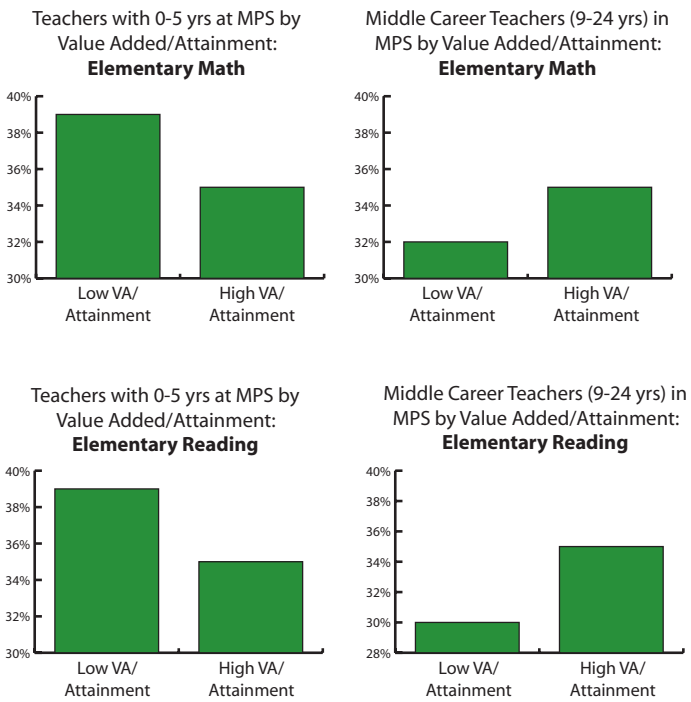 Teachers with 0-5 yrs at MPS by
Value Added/Attainment:
Elementary Math
40%
38%
36%
34%
32%
30%
Low VA/
Attainment
High VA/
Attainment
Middle Career Teachers (9-24 yrs) in
MPS by Value Added/Attainment:
Elementary Math
40%
38%
36%
34%
32%
30%
Low VA/
Attainment
High VA/
Attainment
Teachers with 0-5 yrs at MPS by
Value Added/Attainment:
Elementary Reading
40%
38%
36%
34%
32%
30%
Low VA/
Attainment
High VA/
Attainment
Middle Career Teachers (9-24 yrs) in
MPS by Value Added/Attainment:
Elementary Reading
40%
38%
36%
34%
32%
30%
28%
Low VA/
Attainment
High VA/
Attainment